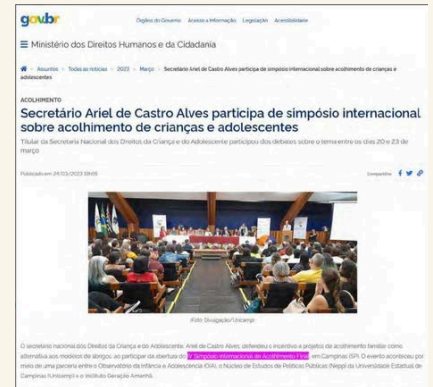 gov.br
Órgãos do Governo Acesso à Informação Legislação Acessibilidade
Ministério dos Direitos Humanos e da Cidadania
Assuntos Todas as notícias 2023 Março Secretário Ariel de Castro Alves participa de simpósio internacional sobre acolhimento de crianças e
adolescentes
ACOLHIMENTO
Secretário Ariel de Castro Alves participa de simpósio internacional
sobre acolhimento de crianças e adolescentes
Titular da Secretaria Nacional dos Direitos da Criança e do Adolescente participou dos debates sobre o tema entre os dias 20 e 23 de
março
Publicado em 24/03/2023
Compartilhe
(Foto: Divulgação/Unicamp)
O secretário nacional dos Direitos da Criança e do Adolescente, Ariel de Castro Alves, defendeu o incentivo a projetos de acolhimento familiar como
alternativa aos modelos de abrigos, ao participar da abertura do IV Simpósio Internacional de Acolhimento em Campinas (SP). O evento aconteceu por
meio de uma parceria entre o Observatório da Infância e Adolescência (OiA), o Núcleo de Estudos de Políticas Públicas (Nepp) da Universidade Estadual de
Campinas (Unicamp) e o Instituto Geração Amanhã.